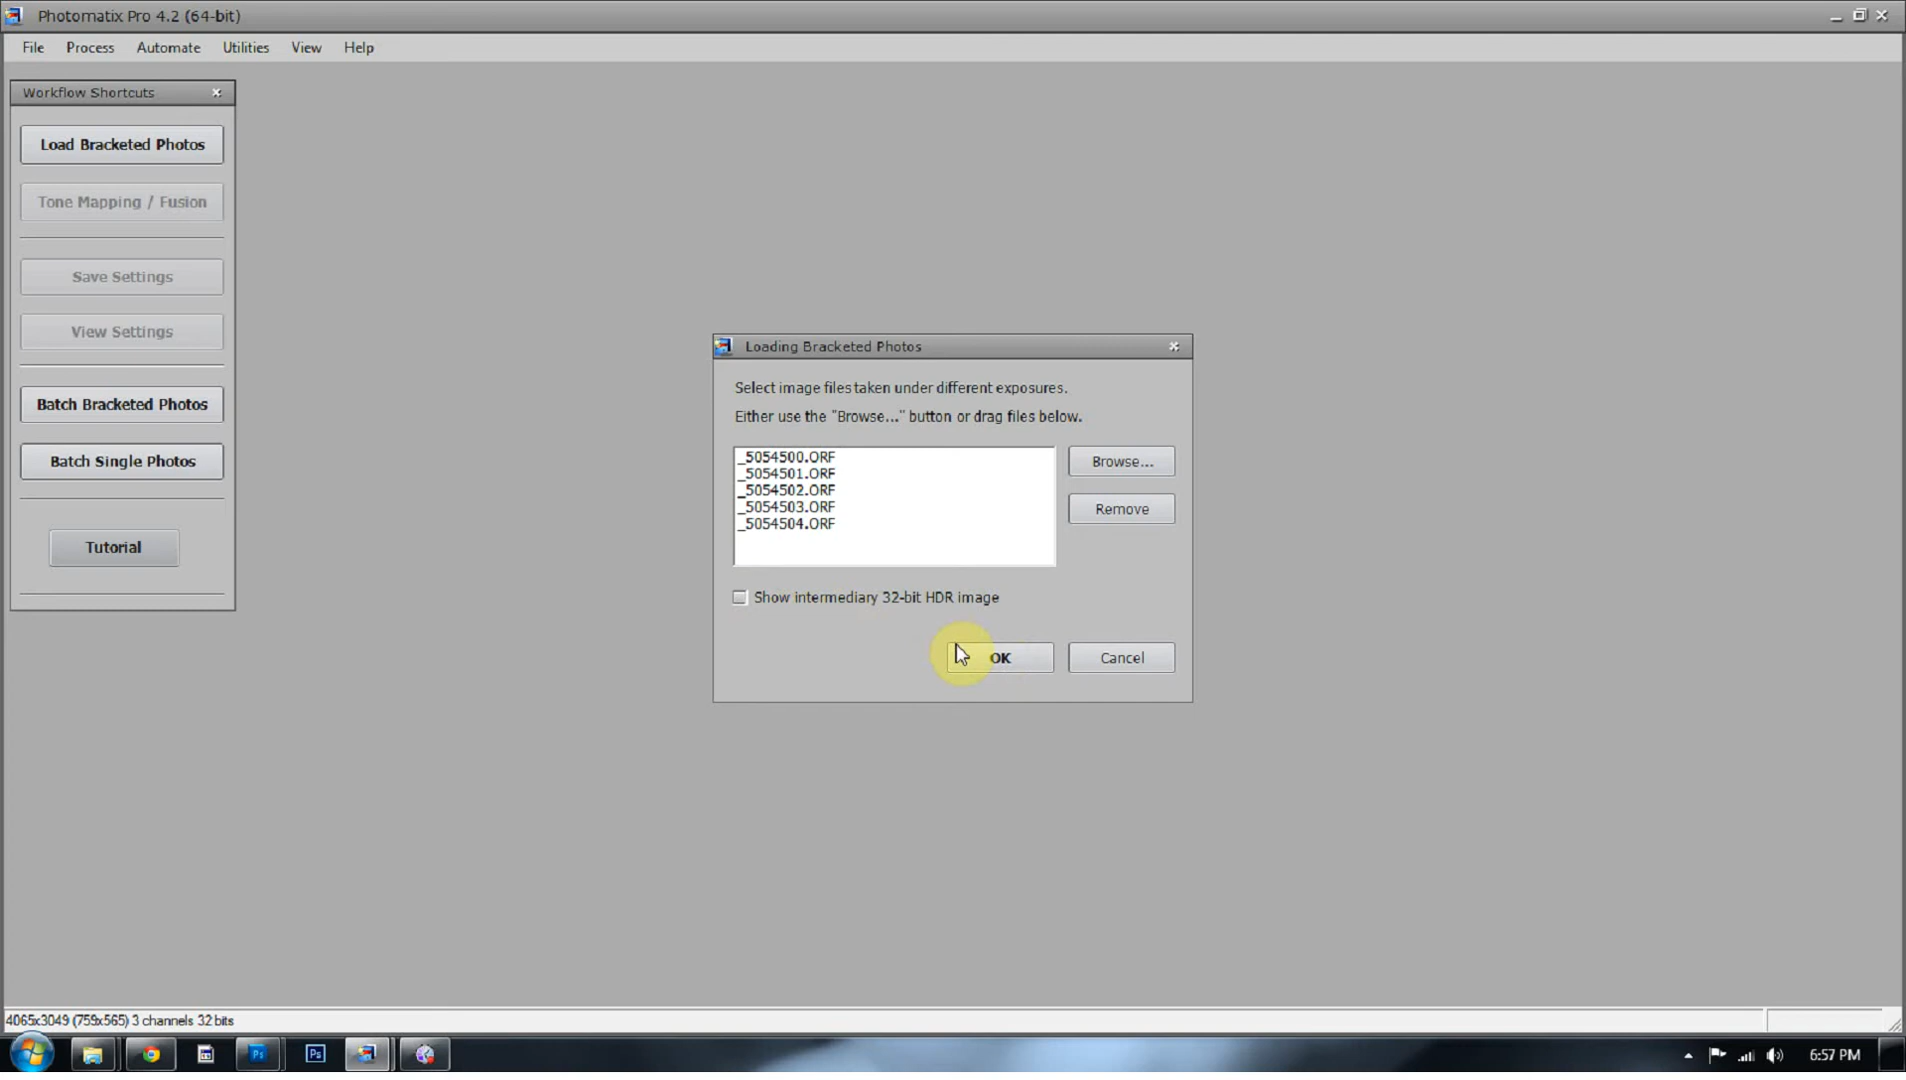 Photomatix Pro 4.2 (64-bit)
File Process Automate Utilities View Help
Workflow Shortcuts
Load Bracketed Photos
Tone Mapping / Fusion
Save Settings
View Settings
Batch Bracketed Photos
Batch Single Photos
Tutorial
Loading Bracketed Photos
Select image files taken under different exposures.
Either use the "Browse..." button or drag files below.
_5054500.ORF
_5054501.ORF
_5054502.ORF
_5054503.ORF
_5054504.ORF
Browse...
Remove
Show intermediary 32-bit HDR image
OK
Cancel
4065x3049 (759x565) 3 channels 32 bits
Ps
Ps
6:57 PM